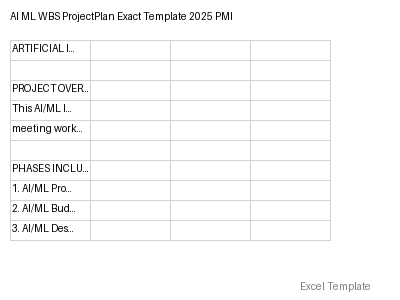 AI ML WBS ProjectPlan Exact Template 2025 PMI
ARTIFICIAL I...
PROJECT OVER...
This AI/ML I...
meeting work...
PHASES INCLU...
1. AI/ML Pro...
2. AI/ML Bud...
3. AI/ML Des...
Excel Template